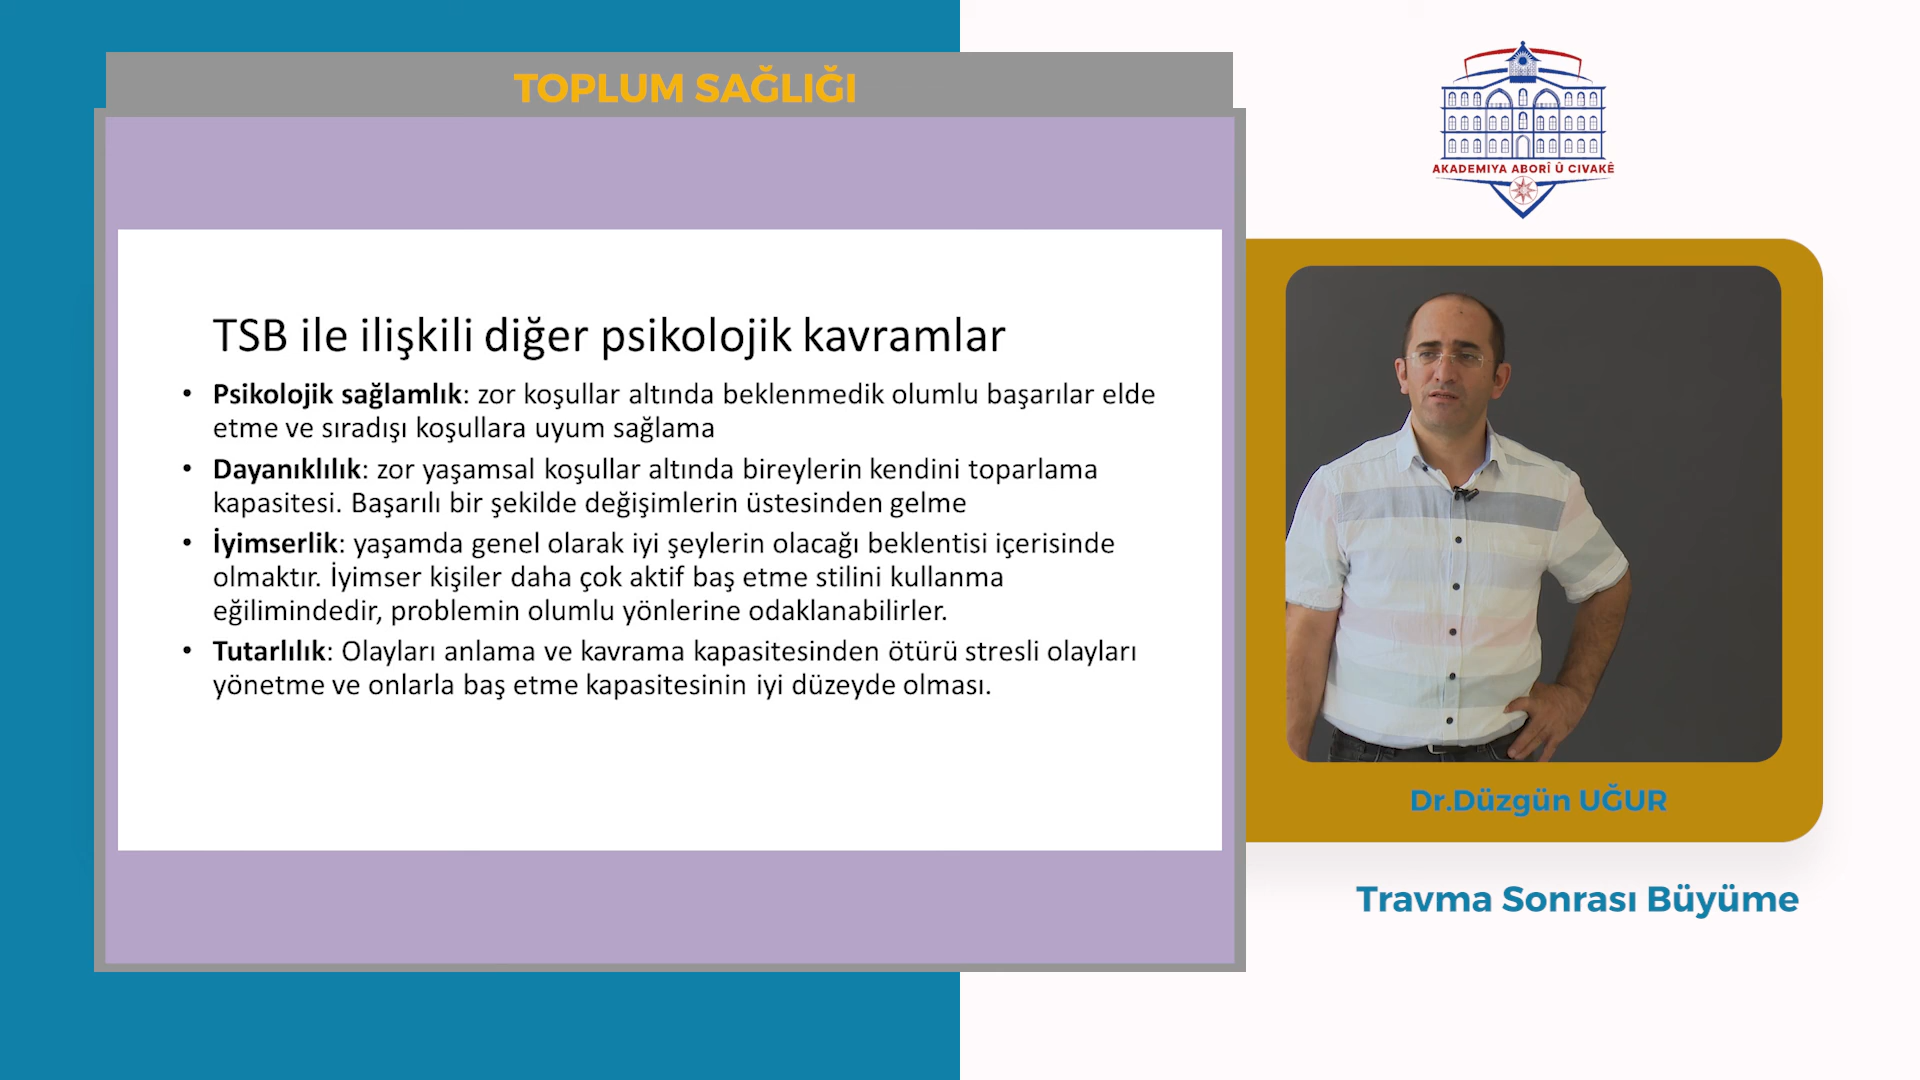 TOPLUM SAĞLIĞI
TSB ile ilişkili diğer psikolojik kavramlar
• Psikolojik sağlamlık: zor koşullar altında beklenmedik olumlu başarılar elde
etme ve sıradışı koşullara uyum sağlama
• Dayanıklılık: zor yaşamsal koşullar altında bireylerin kendini toparlama
kapasitesi. Başarılı bir şekilde değişimlerin üstesinden gelme
• İyimserlik: yaşamda genel olarak iyi şeylerin olacağı beklentisi içerisinde
olmaktır. İyimser kişiler daha çok aktif baş etme stilini kullanma
eğilimindedir, problemin olumlu yönlerine odaklanabilirler.
• Tutarlılık: Olayları anlama ve kavrama kapasitesinden ötürü stresli olayları
yönetme ve onlarla baş etme kapasitesinin iyi düzeyde olması.
AKADEMIYA ABORÎ Û CIVAKÊ
Dr.Düzgün UĞUR
Travma Sonrası Büyüme